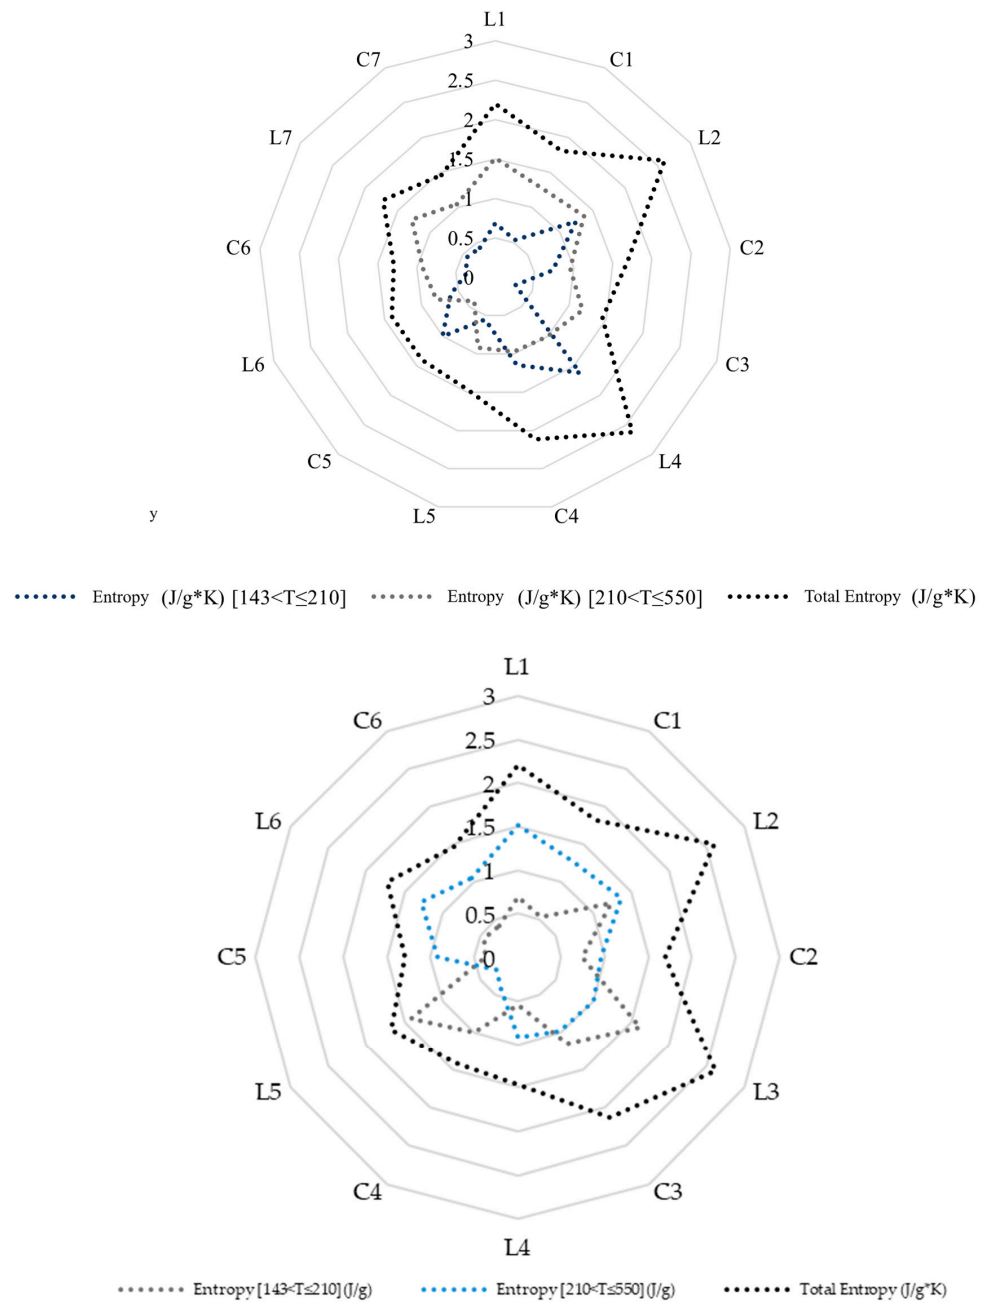 L1
3
C7
C1
2.5
L7
2
L2
1.5
1
0.5
C6
C2
0
L6
C3
C5
L4
L5
C4
y
Entropy (J/g*K) [143<T≤210] Entropy (J/g*K) [210<T≤550] Total Entropy (J/g*K)
L1
3
C6
C1
2.5
2
L6
L2
1.5
1
0.5
C5
0
C2
L5
L3
C4
C3
L4
Entropy [143<T≤210] (J/g) Entropy [210<T≤550] (J/g) Total Entropy (J/g*K)